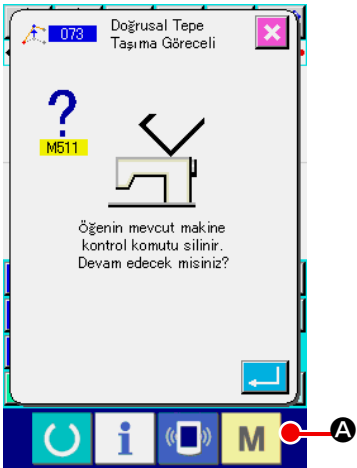 073
Doğrusal Tepe
Taşıma Göreceli
?
M511
Öğenin mevcut makine
kontrol komutu silinir.
Devam edecek misiniz?
i
M
A